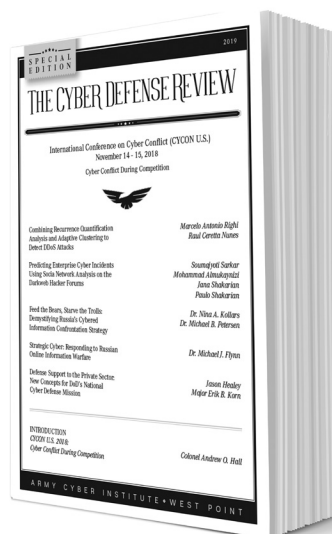 SPECIAL
EDITION
2019
THE CYBER DEFENSE REVIEW
International Conference on Cyber Conflict (CYCON U.S.)
November 14 - 15, 2018
Cyber Conflict During Competition
Combining Recurrence Quantification
Analysis and Adaptive Clustering to
Detect DDoS Attacks
Marcelo Antonio Righi
Raul Ceretta Nunes
Predicting Enterprise Cyber Incidents
Using Social Network Analysis on the
Darkweb Hacker Forums
Soumajyoti Sarkar
Mohammad Almukaynizi
Jana Shakarian
Paulo Shakarian
Feed the Bears, Starve the Trolls:
Demystifying Russia's Cybered
Information Confrontation Strategy
Dr. Nina A. Kollars
Dr. Michael B. Petersen
Strategic Cyber: Responding to Russian
Online Information Warfare
Dr. Michael J. Flynn
Defense Support to the Private Sector:
New Concepts for DoD's National
Cyber Defense Mission
Jason Healey
Major Erik B. Korn
INTRODUCTION
CYCON U.S. 2018:
Cyber Conflict During Competition
Colonel Andrew O. Hall
ARMY CYBER INSTITUTE • WEST POINT